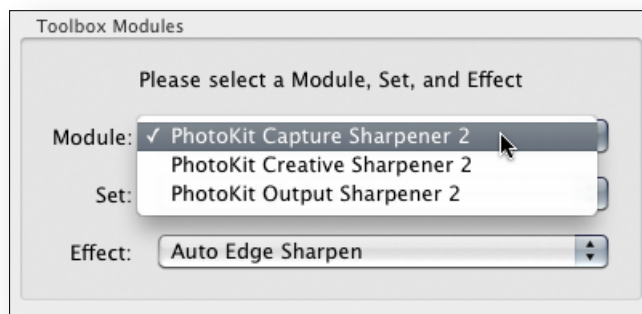 Toolbox Modules
Please select a Module, Set, and Effect
Module: ✓ PhotoKit Capture Sharpener 2
PhotoKit Creative Sharpener 2
Set: PhotoKit Output Sharpener 2
Effect: Auto Edge Sharpen